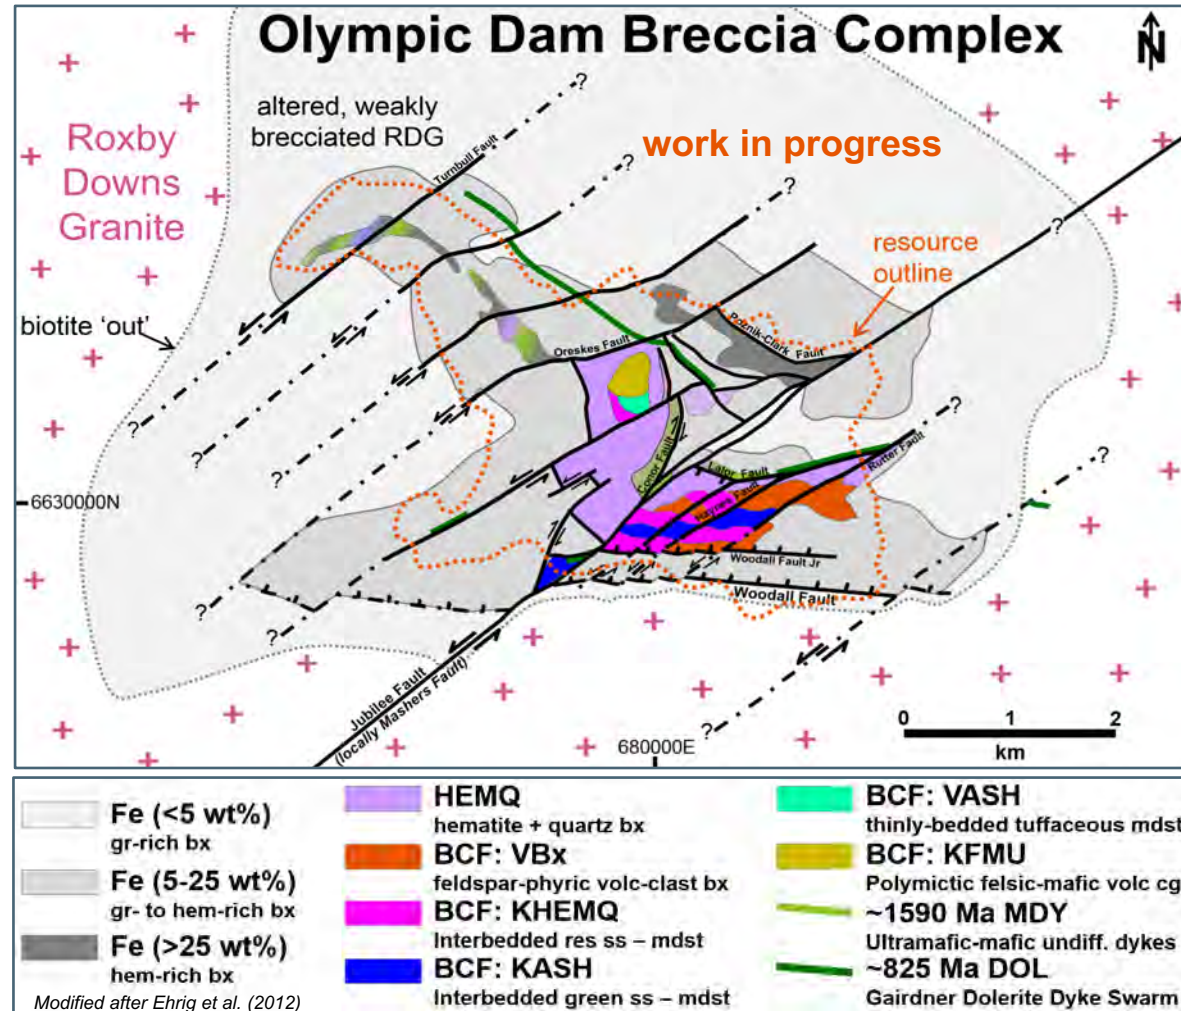 Olympic Dam Breccia Complex
N
altered, weakly
brecciated RDG
work in progress
Roxby
Downs
Granite
Turnbull Fault
?
?
?
?
resource
outline
biotite 'out'
Oreskes Fault
Poznik-Clark Fault
?
?
?
?
Conor Fault
Lalor Fault
Rutter Fault
Haynes Fault
?
6630000N
Woodall Fault Jr
Woodall Fault
?
?
Jubilee Fault
(locally Mashers Fault)
?
680000E
0 1 2
km
Fe (<5 wt%)
gr-rich bx
Fe (5-25 wt%)
gr- to hem-rich bx
Fe (>25 wt%)
hem-rich bx
Modified after Ehrig et al. (2012)
HEMQ
hematite + quartz bx
BCF: VBx
feldspar-phyric volc-clast bx
BCF: KHEMQ
Interbedded res ss – mdst
BCF: KASH
Interbedded green ss – mdst
BCF: VASH
thinly-bedded tuffaceous mdst
BCF: KFMU
Polymictic felsic-mafic volc cg
~1590 Ma MDY
Ultramafic-mafic undiff. dykes
~825 Ma DOL
Gairdner Dolerite Dyke Swarm